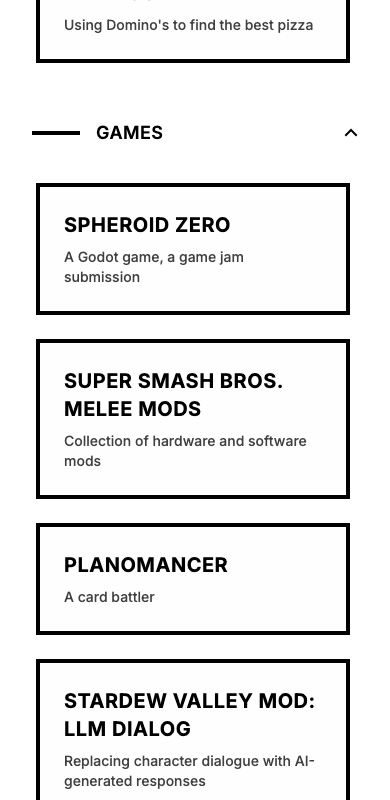 Using Domino's to find the best pizza
GAMES
SPHEROID ZERO
A Godot game, a game jam
submission
SUPER SMASH BROS.
MELEE MODS
Collection of hardware and software
mods
PLANOMANCER
A card battler
STARDEW VALLEY MOD:
LLM DIALOG
Replacing character dialogue with AI-
generated responses